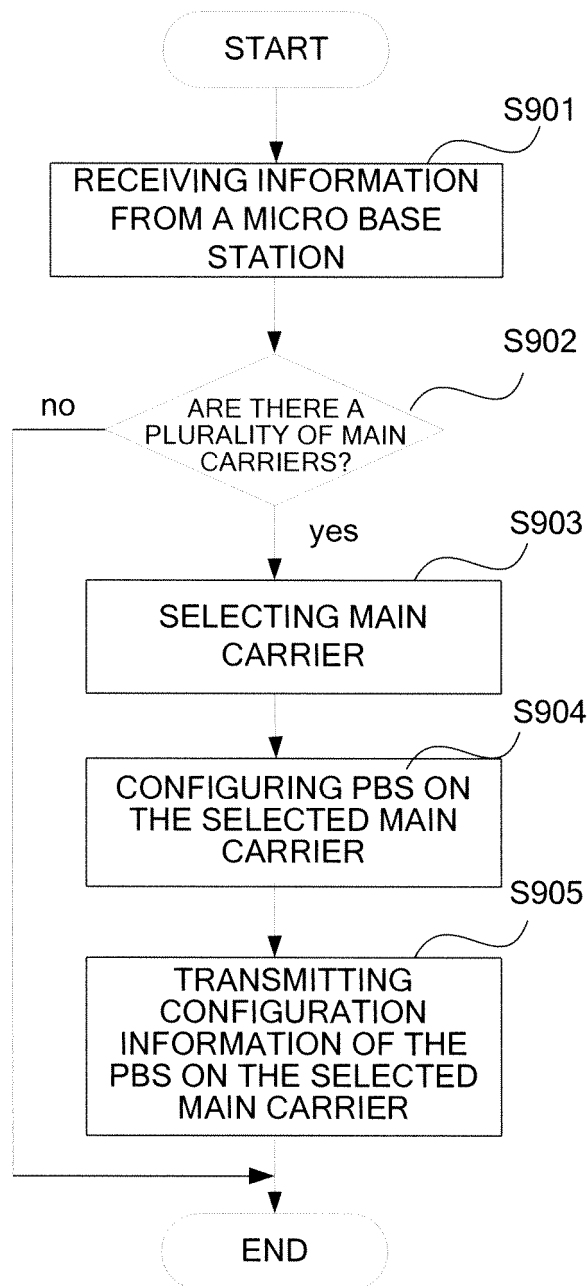 START
S901
RECEIVING INFORMATION
FROM A MICRO BASE
STATION
S902
no
ARE THERE A
PLURALITY OF MAIN
CARRIERS?
yes
S903
SELECTING MAIN
CARRIER
S904
CONFIGURING PBS ON
THE SELECTED MAIN
CARRIER
S905
TRANSMITTING
CONFIGURATION
INFORMATION OF THE
PBS ON THE SELECTED
MAIN CARRIER
END